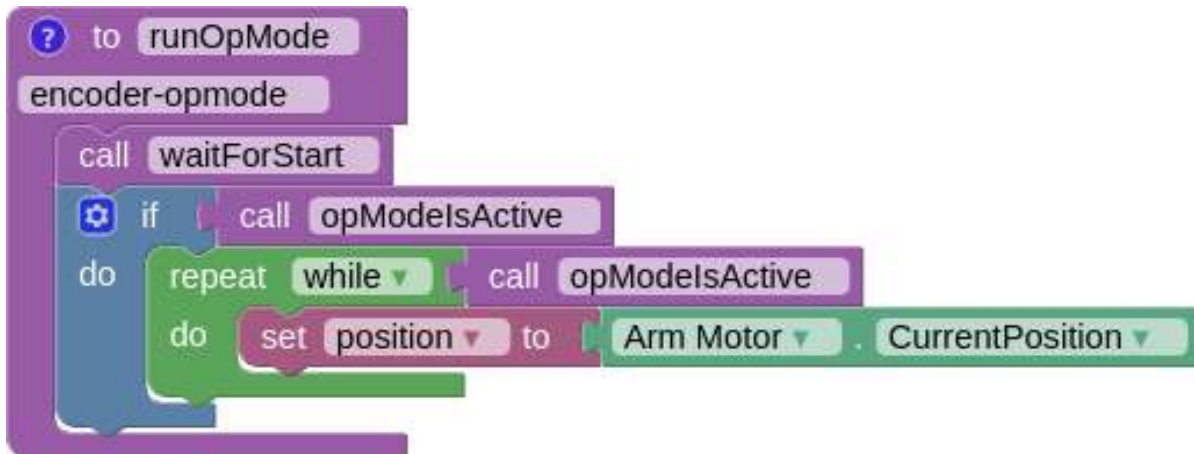 ? to runOpMode
encoder-opmode
call waitForStart
if call opModeIsActive
do repeat while call opModeIsActive
do set position to Arm Motor . CurrentPosition